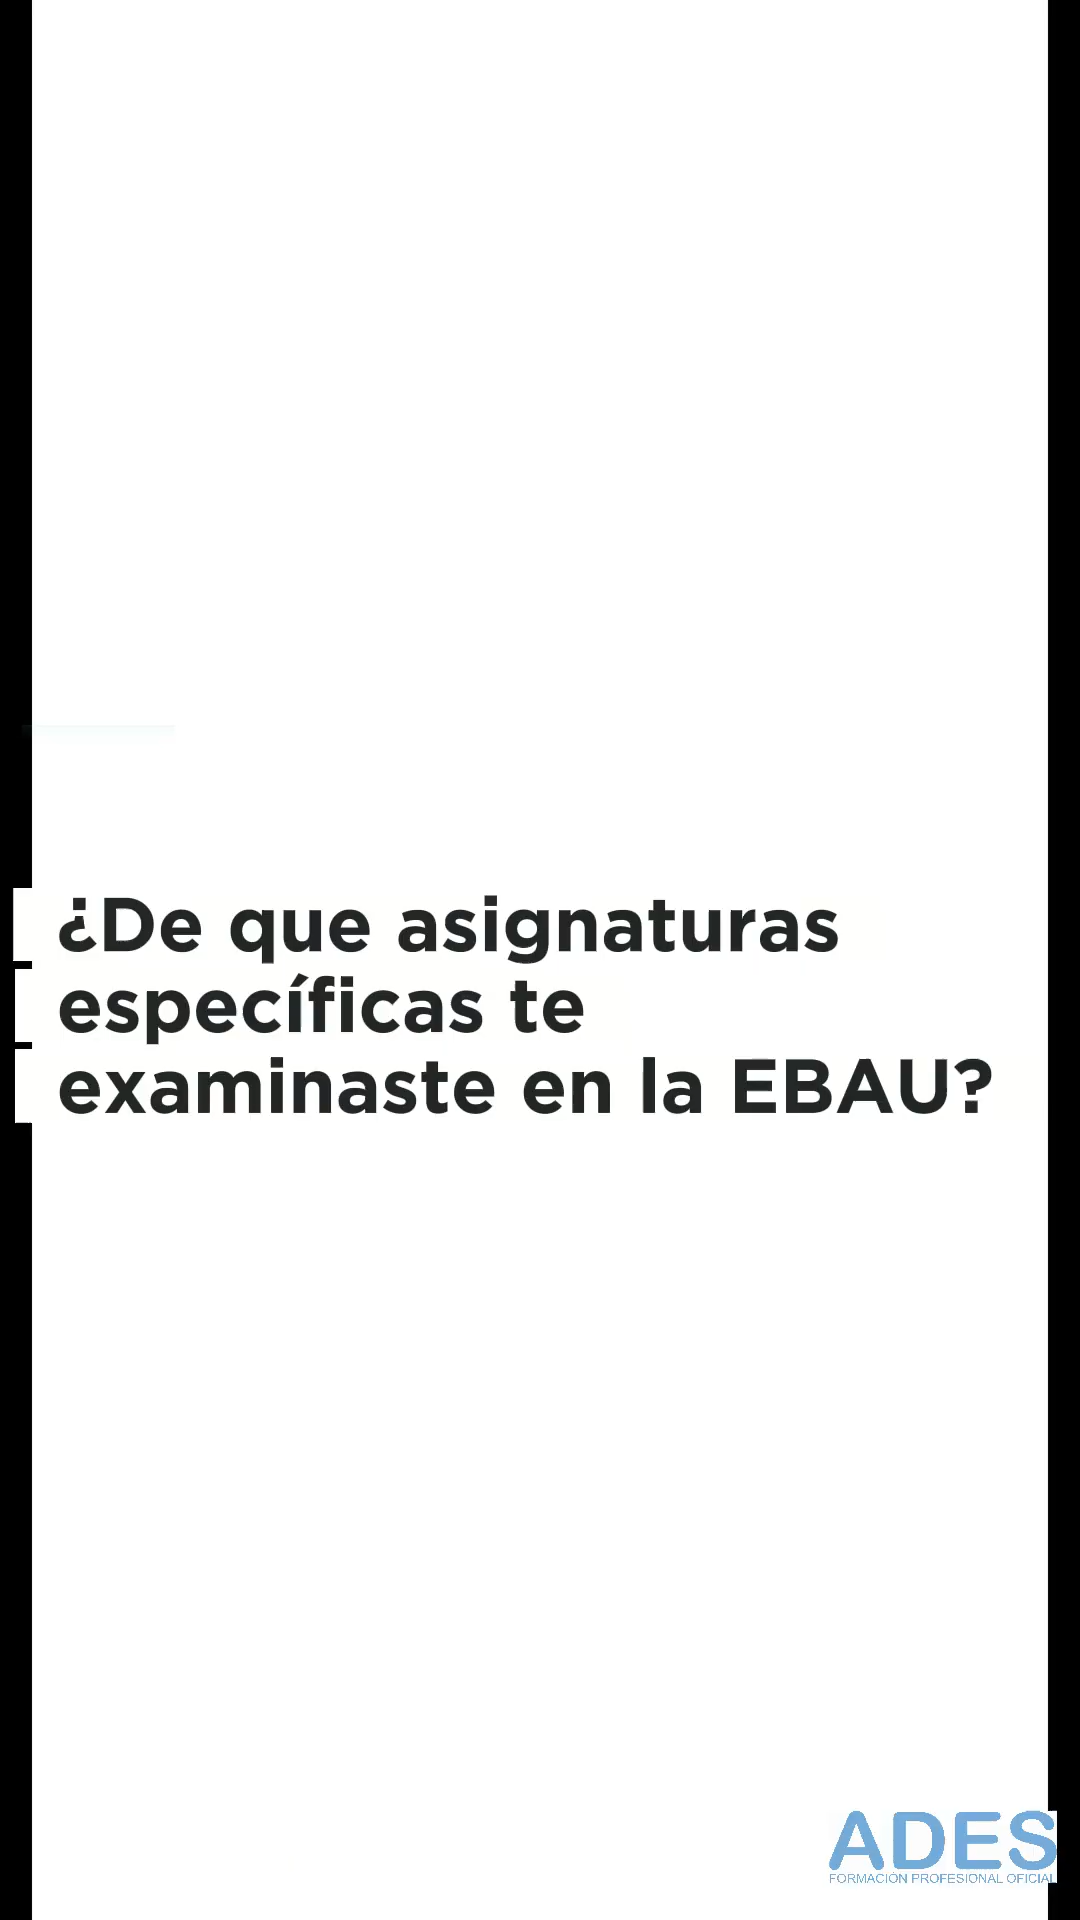 ¿De que asignaturas
específicas te
examinaste en la EBAU?
ADES
FORMACIÓN PROFESIONAL OFICIAL